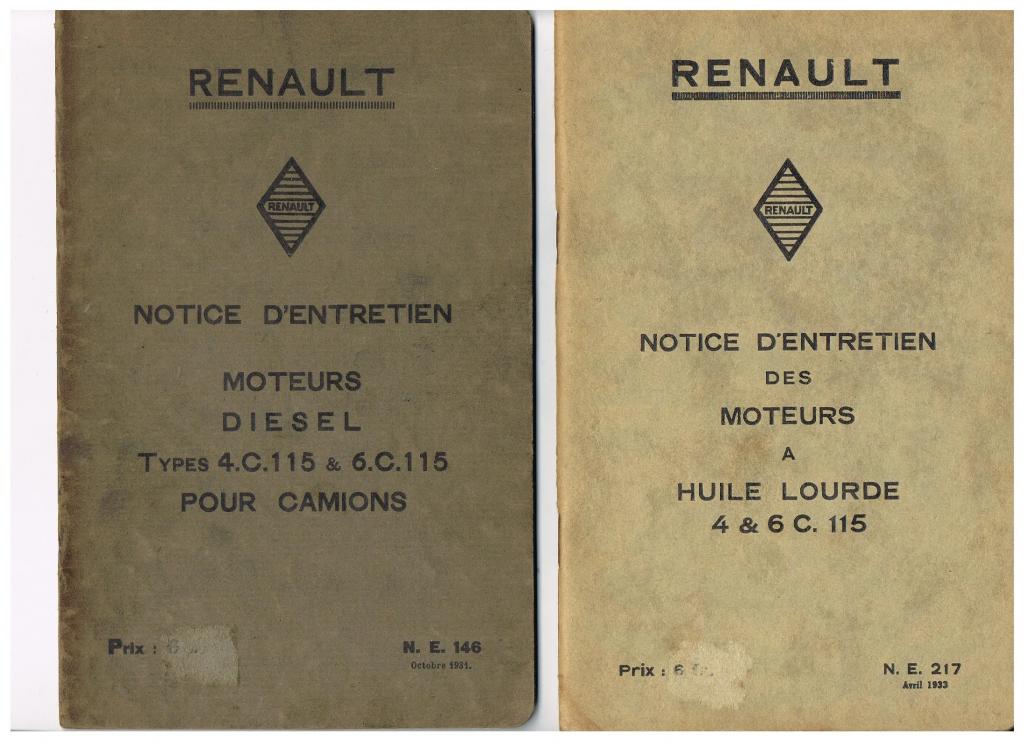 RENAULT
RENAULT
NOTICE D'ENTRETIEN
MOTEURS
DIESEL
TYPES 4.C.115 & 6.C.115
POUR CAMIONS
Prix :
N. E. 146
Octobre 1931.
RENAULT
RENAULT
NOTICE D'ENTRETIEN
DES
MOTEURS
A
HUILE LOURDE
4 & 6 C. 115
Prix : 6
N. E. 217
Avril 1933